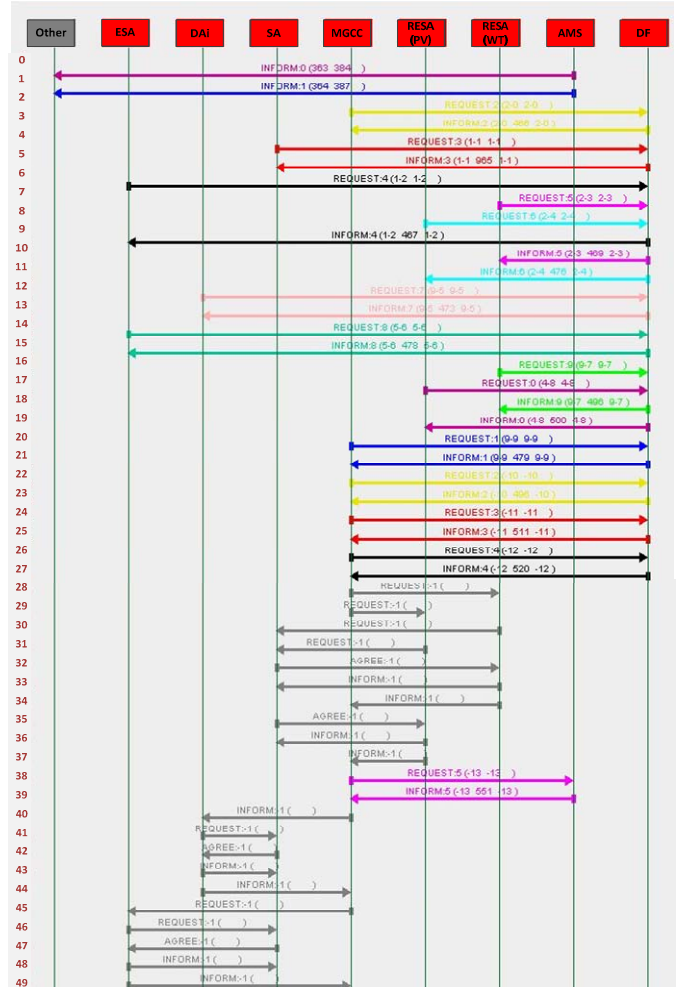 Other ESA DAi SA MGCC RESA (PV) RESA (WT) AMS DF
0
INFORM:0 (363 384 )
1
INFORM:1 (364 387 )
2
REQUEST:2 (2-0 2-0 )
3
INFORM:2 (2-0 466 2-0 )
4
REQUEST:3 (1-1 1-1 )
5
INFORM:3 (1-1 965 1-1 )
6
REQUEST:4 (1-2 1-2 )
7
REQUEST:5 (2-3 2-3 )
8
REQUEST:6 (2-4 2-4 )
9
INFORM:4 (1-2 467 1-2 )
10
INFORM:5 (2-3 469 2-3 )
11
INFORM:6 (2-4 476 2-4 )
12
REQUEST:7 (9-5 9-5 )
13
INFORM:7 (9-5 473 9-5 )
14
REQUEST:8 (5-6 5-6 )
15
INFORM:8 (5-6 478 5-6 )
16
REQUEST:9 (9-7 9-7 )
17
REQUEST:0 (4-8 4-8 )
18
INFORM:9 (9-7 496 9-7 )
19
INFORM:0 (4-8 500 4-8 )
20
REQUEST:1 (9-9 9-9 )
21
INFORM:1 (9-9 479 9-9 )
22
REQUEST:2 (-10 -10 )
23
INFORM:2 (-10 496 -10 )
24
REQUEST:3 (-11 -11 )
25
INFORM:3 (-11 511 -11 )
26
REQUEST:4 (-12 -12 )
27
INFORM:4 (-12 520 -12 )
28
REQUEST:-1 ( )
29
REQUEST:-1 ( )
30
REQUEST:-1 ( )
31
REQUEST:-1 ( )
32
AGREE:-1 ( )
33
INFORM:-1 ( )
34
INFORM:-1 ( )
35
AGREE:-1 ( )
36
INFORM:-1 ( )
37
INFORM:-1 (
38
REQUEST:5 (-13 -13 )
39
INFORM:5 (-13 551 -13 )
40
INFORM:-1 ( )
41
REQUEST:-1 ( )
42
AGREE:-1 ( )
43
INFORM:-1 (
44
INFORM:-1 ( )
45
REQUEST:-1 ( )
46
REQUEST:-1 ( )
47
AGREE:-1 ( )
48
INFORM:-1 ( )
49
INFORM:-1 ( )